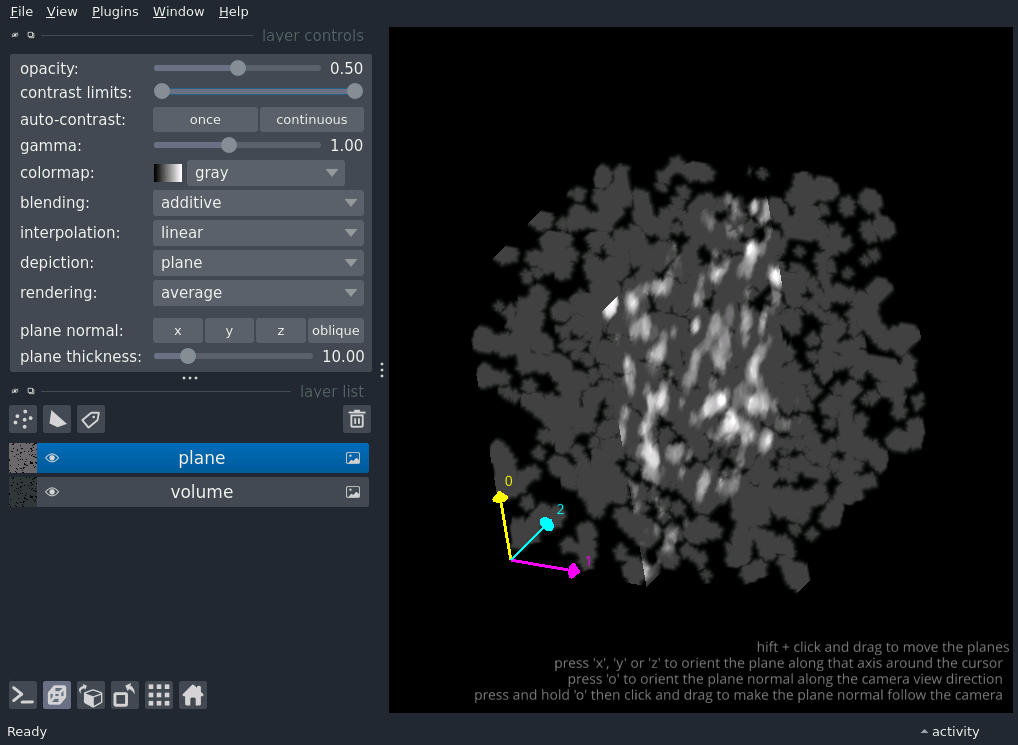 File View Plugins Window Help
layer controls
opacity: 0.50
contrast limits:
auto-contrast: once continuous
gamma: 1.00
colormap: gray
blending: additive
interpolation: linear
depiction: plane
rendering: average
plane normal: x y z oblique
plane thickness: 10.00
layer list
plane
volume
0
2
1
hift + click and drag to move the planes
press 'x', 'y' or 'z' to orient the plane along that axis around the cursor
press 'o' to orient the plane normal along the camera view direction
press and hold 'o' then click and drag to make the plane normal follow the camera
Ready
activity